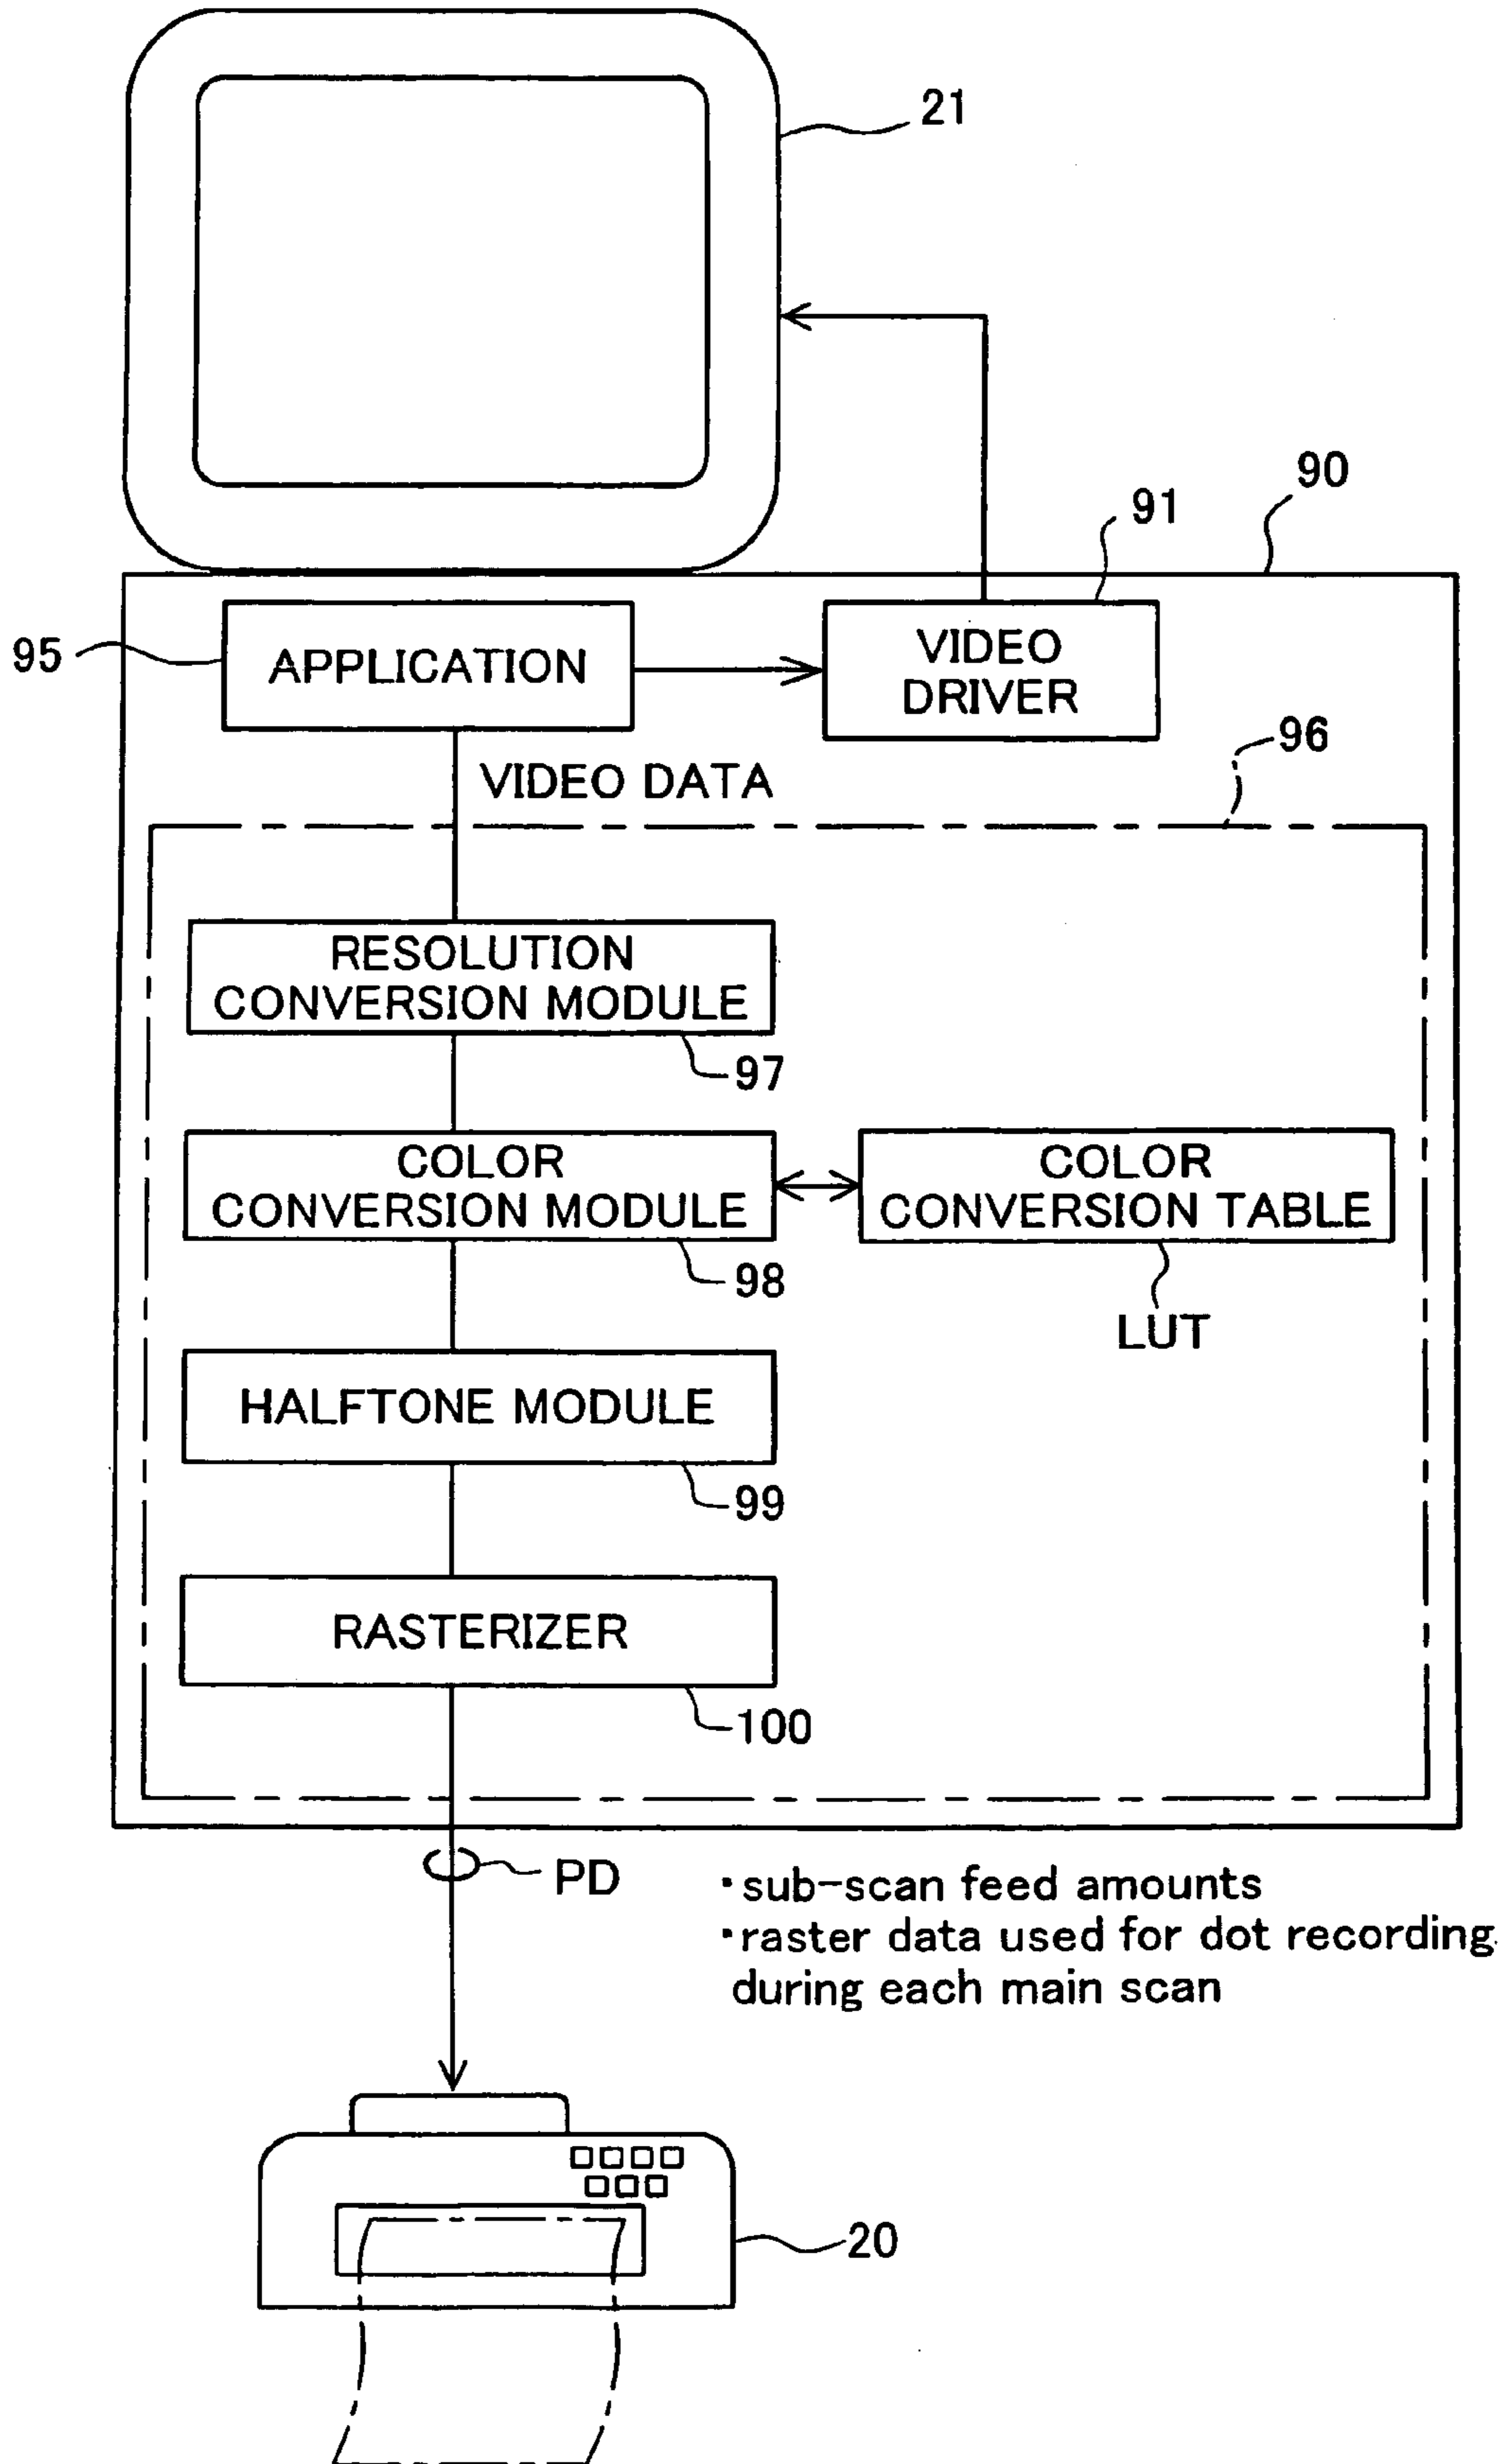 21
90
91
95
APPLICATION
VIDEO
DRIVER
96
VIDEO DATA
RESOLUTION
CONVERSION MODULE
97
COLOR
CONVERSION MODULE
98
COLOR
CONVERSION TABLE
LUT
HALFTONE MODULE
99
RASTERIZER
100
PD
・sub-scan feed amounts
・raster data used for dot recording
during each main scan
20